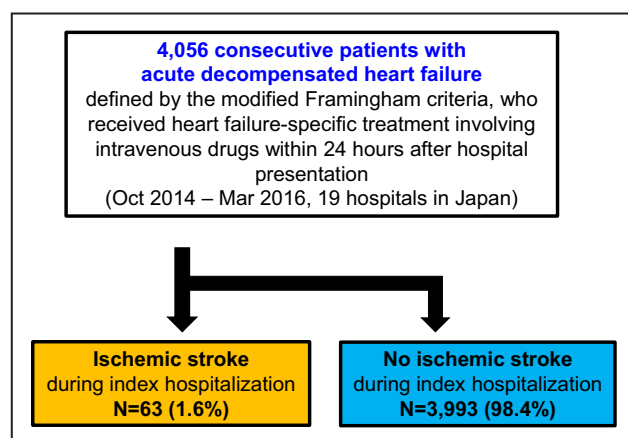 4,056 consecutive patients with
acute decompensated heart failure
defined by the modified Framingham criteria, who
received heart failure-specific treatment involving
intravenous drugs within 24 hours after hospital
presentation
(Oct 2014 – Mar 2016, 19 hospitals in Japan)
Ischemic stroke
during index hospitalization
N=63 (1.6%)
No ischemic stroke
during index hospitalization
N=3,993 (98.4%)